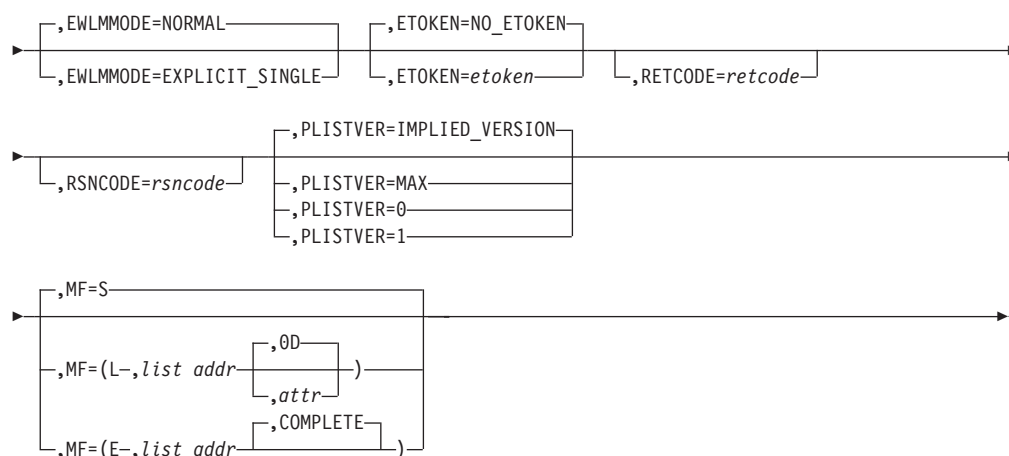 ,EWLMMODE=NORMAL ,ETOKEN=NO_ETOKEN
,EWLMMODE=EXPLICIT_SINGLE ,ETOKEN=etoken ,RETCODE=retcode
,PLISTVER=IMPLIED_VERSION
,RSNCODE=rsncode ,PLISTVER=MAX
,PLISTVER=0
,PLISTVER=1
,MF=S
,0D
,MF=(L ,list addr )
,attr
,COMPLETE
,MF=(E ,list addr )